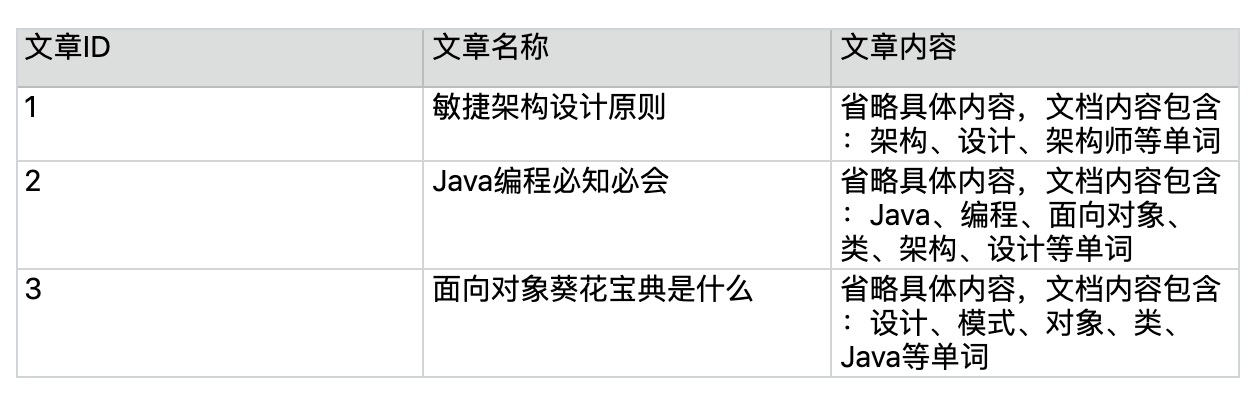 文章ID
文章名称
文章内容
1
敏捷架构设计原则
省略具体内容，文档内容包含
：架构、设计、架构师等单词
2
Java编程必知必会
省略具体内容，文档内容包含
：Java、编程、面向对象、
类、架构、设计等单词
3
面向对象葵花宝典是什么
省略具体内容，文档内容包含
：设计、模式、对象、类、
Java等单词